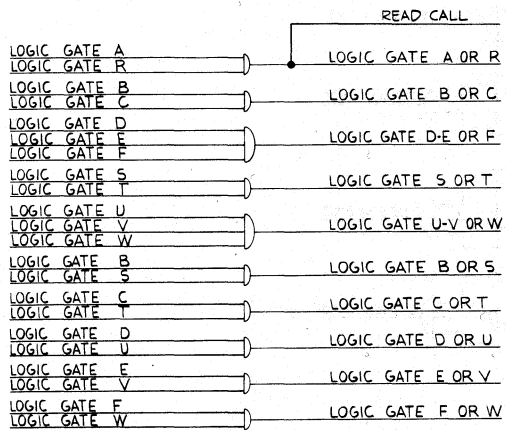 READ CALL
LOGIC GATE A
LOGIC GATE R
LOGIC GATE A OR R
LOGIC GATE B
LOGIC GATE C
LOGIC GATE B OR C
LOGIC GATE D
LOGIC GATE E
LOGIC GATE F
LOGIC GATE D-E OR F
LOGIC GATE S
LOGIC GATE T
LOGIC GATE S OR T
LOGIC GATE U
LOGIC GATE V
LOGIC GATE W
LOGIC GATE U-V OR W
LOGIC GATE B
LOGIC GATE S
LOGIC GATE B OR S
LOGIC GATE C
LOGIC GATE T
LOGIC GATE C OR T
LOGIC GATE D
LOGIC GATE U
LOGIC GATE D OR U
LOGIC GATE E
LOGIC GATE V
LOGIC GATE E OR V
LOGIC GATE F
LOGIC GATE W
LOGIC GATE F OR W